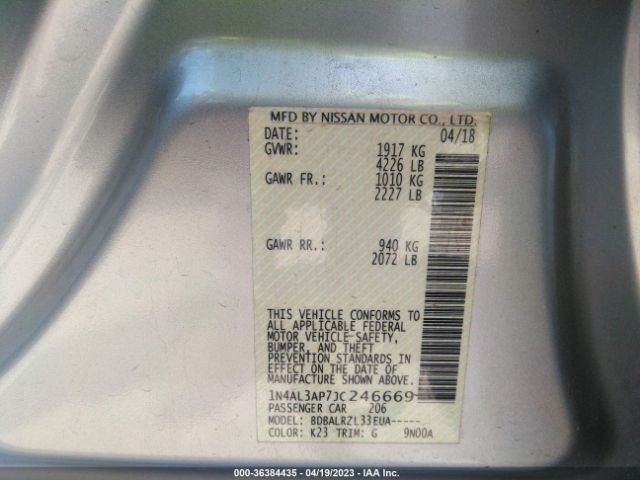 MFD BY NISSAN MOTOR CO., LTD.
DATE: 04/18
GVWR: 1917 KG
4226 LB
GAWR FR.: 1010 KG
2227 LB
GAWR RR.: 940 KG
2072 LB
THIS VEHICLE CONFORMS TO
ALL APPLICABLE FEDERAL
MOTOR VEHICLE SAFETY,
BUMPER, AND THEFT
PREVENTION STANDARDS IN
EFFECT ON THE DATE OF
MANUFACTURE SHOWN ABOVE.
1N4AL3AP7JC246669
PASSENGER CAR 206
MODEL: BDBALRZL33EUA-----
COLOR: K23 TRIM: G 9N00A
000-36384435 - 04/19/2023 - IAA Inc.